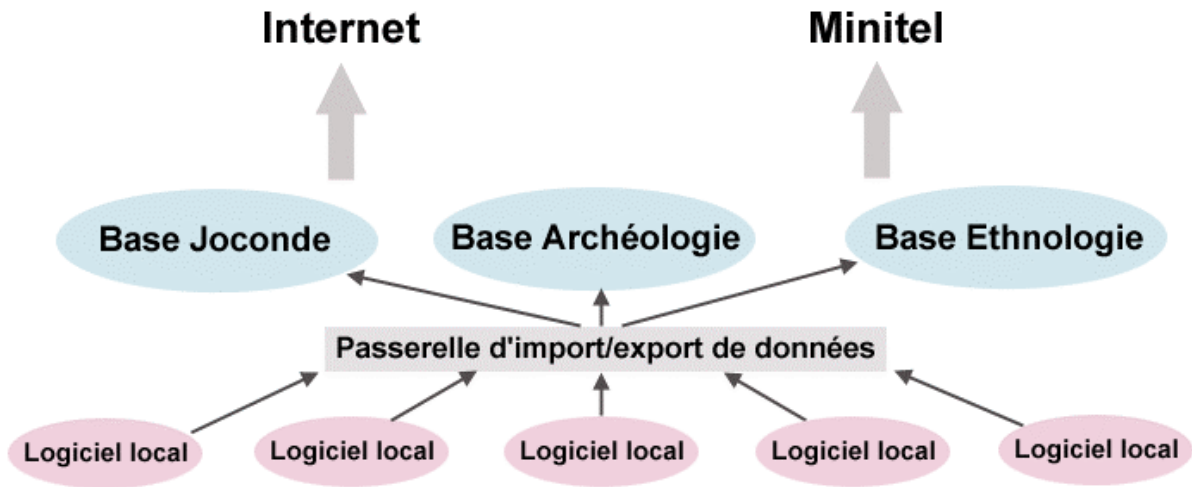 Internet
Minitel
Base Joconde
Base Archéologie
Base Ethnologie
Passerelle d'import/export de données
Logiciel local
Logiciel local
Logiciel local
Logiciel local
Logiciel local